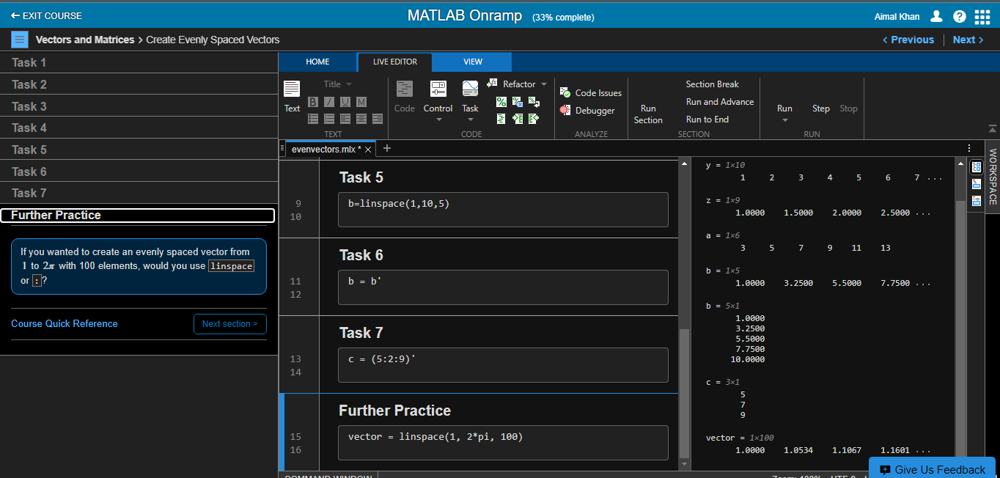 ← EXIT COURSE
MATLAB Onramp (33% complete)
Aimal Khan
Vectors and Matrices > Create Evenly Spaced Vectors
< Previous
Next >
Task 1
Task 2
Task 3
Task 4
Task 5
Task 6
Task 7
Further Practice
If you wanted to create an evenly spaced vector from
1 to 2π with 100 elements, would you use linspace
or : ?
Course Quick Reference
Next section >
HOME
LIVE EDITOR
VIEW
Text
Title
B I U M
TEXT
Code
Control
Task
Refactor
CODE
Code Issues
Debugger
ANALYZE
Run
Section
Section Break
Run and Advance
Run to End
SECTION
Run
Step
Stop
RUN
evenvectors.mlx * × +
WORKSPACE
Task 5
9 b=linspace(1,10,5)
10
Task 6
11 b = b'
12
Task 7
13 c = (5:2:9)'
14
Further Practice
15 vector = linspace(1, 2*pi, 100)
16
y = 1×10
1 2 3 4 5 6 7 ...
z = 1×9
1.0000 1.5000 2.0000 2.5000 ...
a = 1×6
3 5 7 9 11 13
b = 1×5
1.0000 3.2500 5.5000 7.7500 ...
b = 5×1
1.0000
3.2500
5.5000
7.7500
10.0000
c = 3×1
5
7
9
vector = 1×100
1.0000 1.0534 1.1067 1.1601 ...
Give Us Feedback
COMMAND WINDOW
Zoom: 100% UTF-8